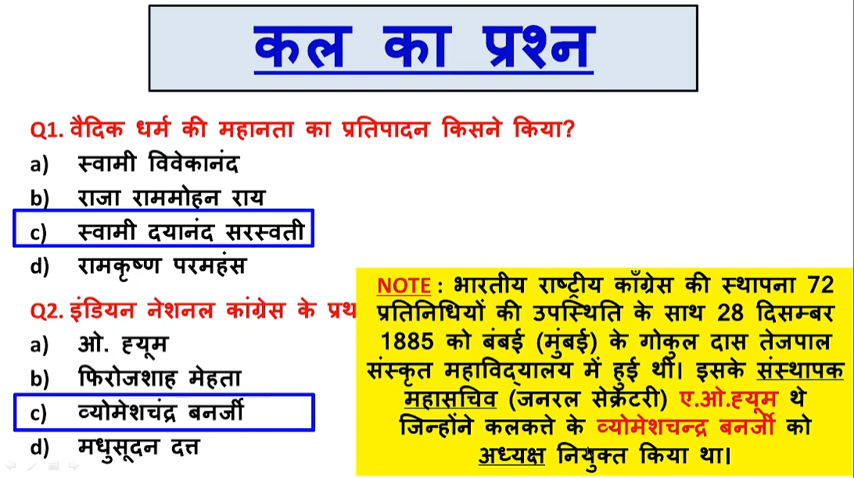 कल का प्रश्न
Q1. वैदिक धर्म की महानता का प्रतिपादन किसने किया?
a) स्वामी विवेकानंद
b) राजा राममोहन राय
c) स्वामी दयानंद सरस्वती
d) रामकृष्ण परमहंस
Q2. इंडियन नेशनल कांग्रेस के प्रथ
a) ओ. ह्यूम
b) फिरोजशाह मेहता
c) व्योमेशचंद्र बनर्जी
d) मधुसूदन दत्त
NOTE : भारतीय राष्ट्रीय काँग्रेस की स्थापना 72
प्रतिनिधियों की उपस्थिति के साथ 28 दिसम्बर
1885 को बंबई (मुंबई) के गोकुल दास तेजपाल
संस्कृत महाविद्यालय में हुई थी। इसके संस्थापक
महासचिव (जनरल सेक्रेटरी) ए.ओ.ह्यूम थे
जिन्होंने कलकत्ते के व्योमेशचन्द्र बनर्जी को
अध्यक्ष नियुक्त किया था।